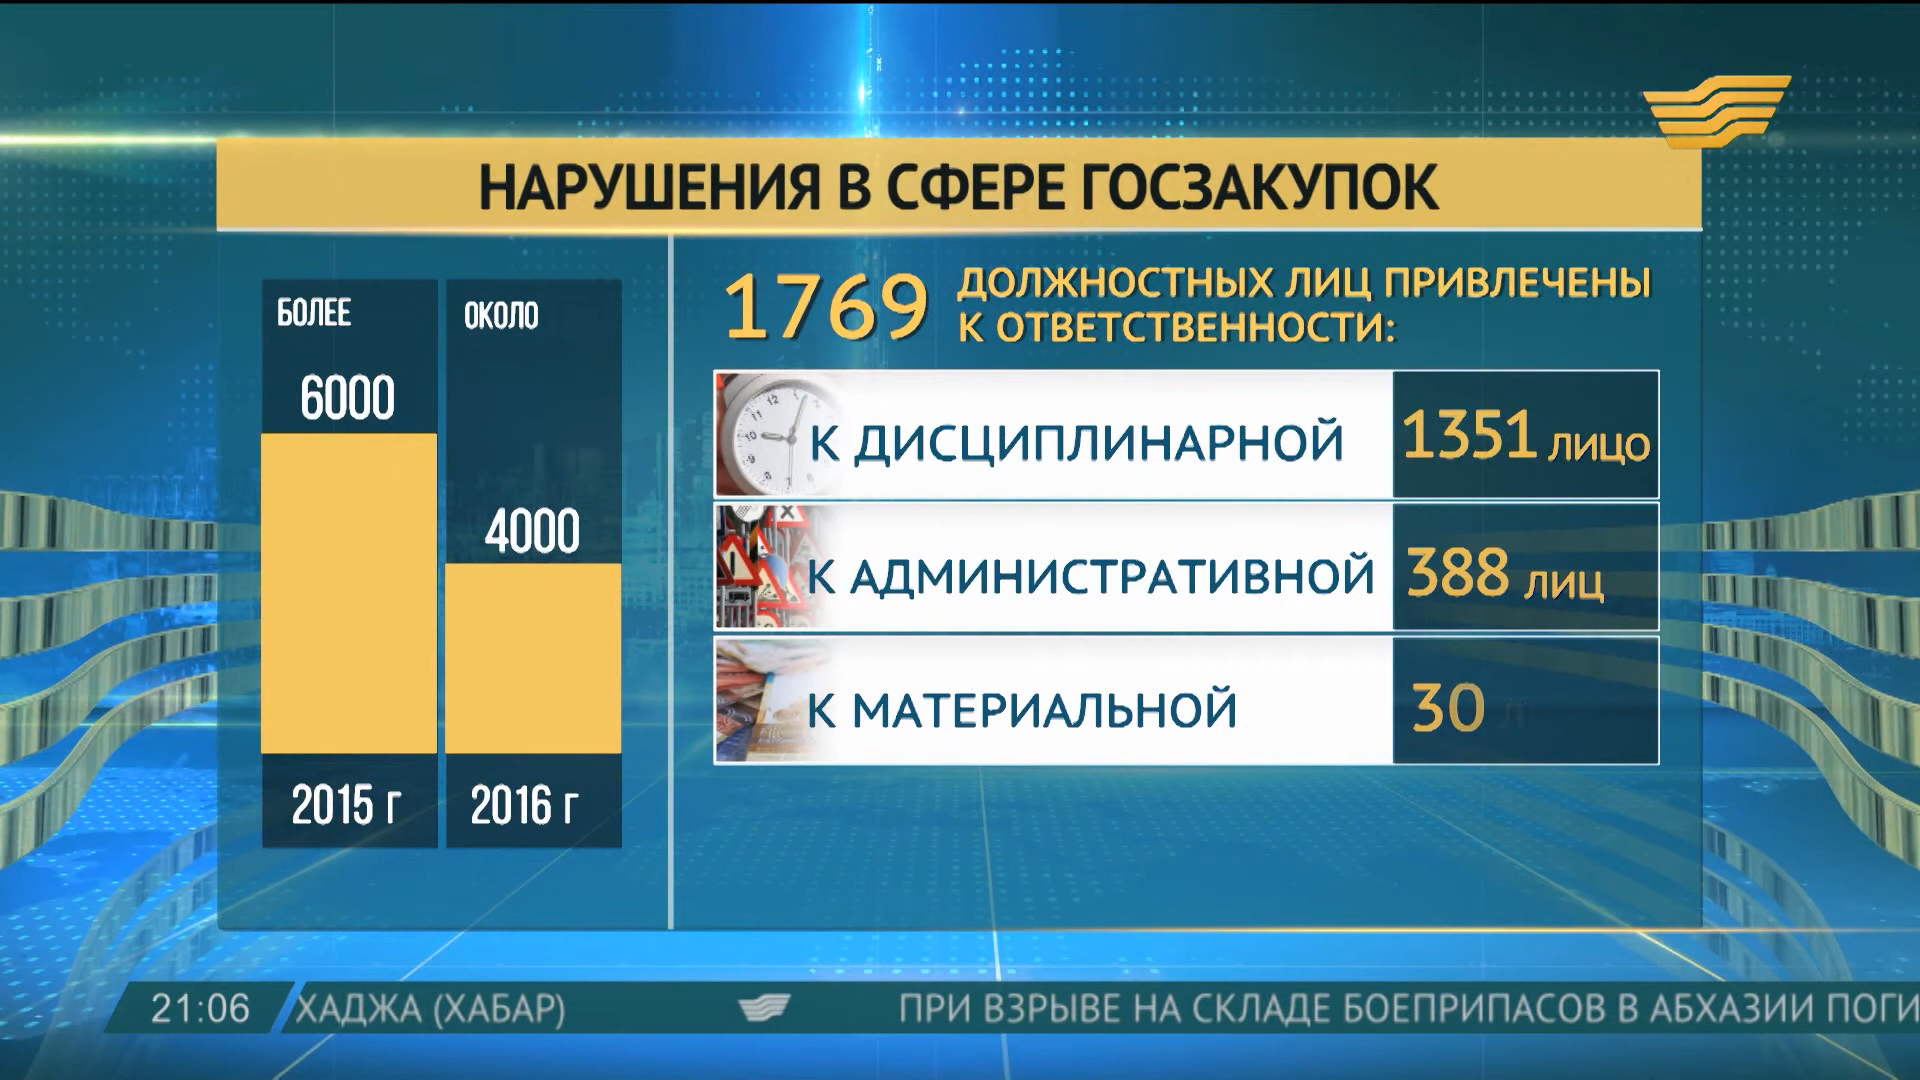 НАРУШЕНИЯ В СФЕРЕ ГОСЗАКУПОК
БОЛЕЕ
6000
2015 г
ОКОЛО
4000
2016 г
1769
ДОЛЖНОСТНЫХ ЛИЦ ПРИВЛЕЧЕНЫ
К ОТВЕТСТВЕННОСТИ:
К ДИСЦИПЛИНАРНОЙ
1351 ЛИЦО
К АДМИНИСТРАТИВНОЙ
388 ЛИЦ
К МАТЕРИАЛЬНОЙ
30
21:06
ХАДЖА (ХАБАР)
ПРИ ВЗРЫВЕ НА СКЛАДЕ БОЕПРИПАСОВ В АБХАЗИИ ПОГИ